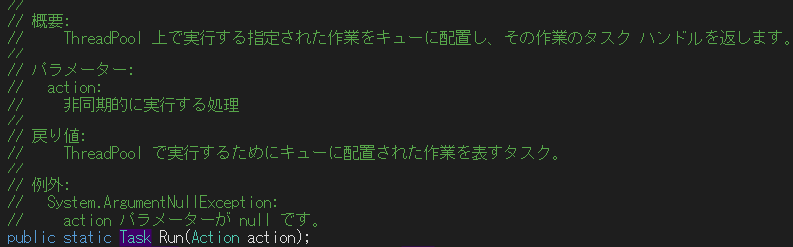 //
// 概要:
//     ThreadPool 上で実行する指定された作業をキューに配置し、その作業のタスク ハンドルを返します。
//
// パラメーター:
//   action:
//     非同期的に実行する処理
//
// 戻り値:
//     ThreadPool で実行するためにキューに配置された作業を表すタスク。
//
// 例外:
//   System.ArgumentNullException:
//     action パラメーターが null です。
public static Task Run(Action action);